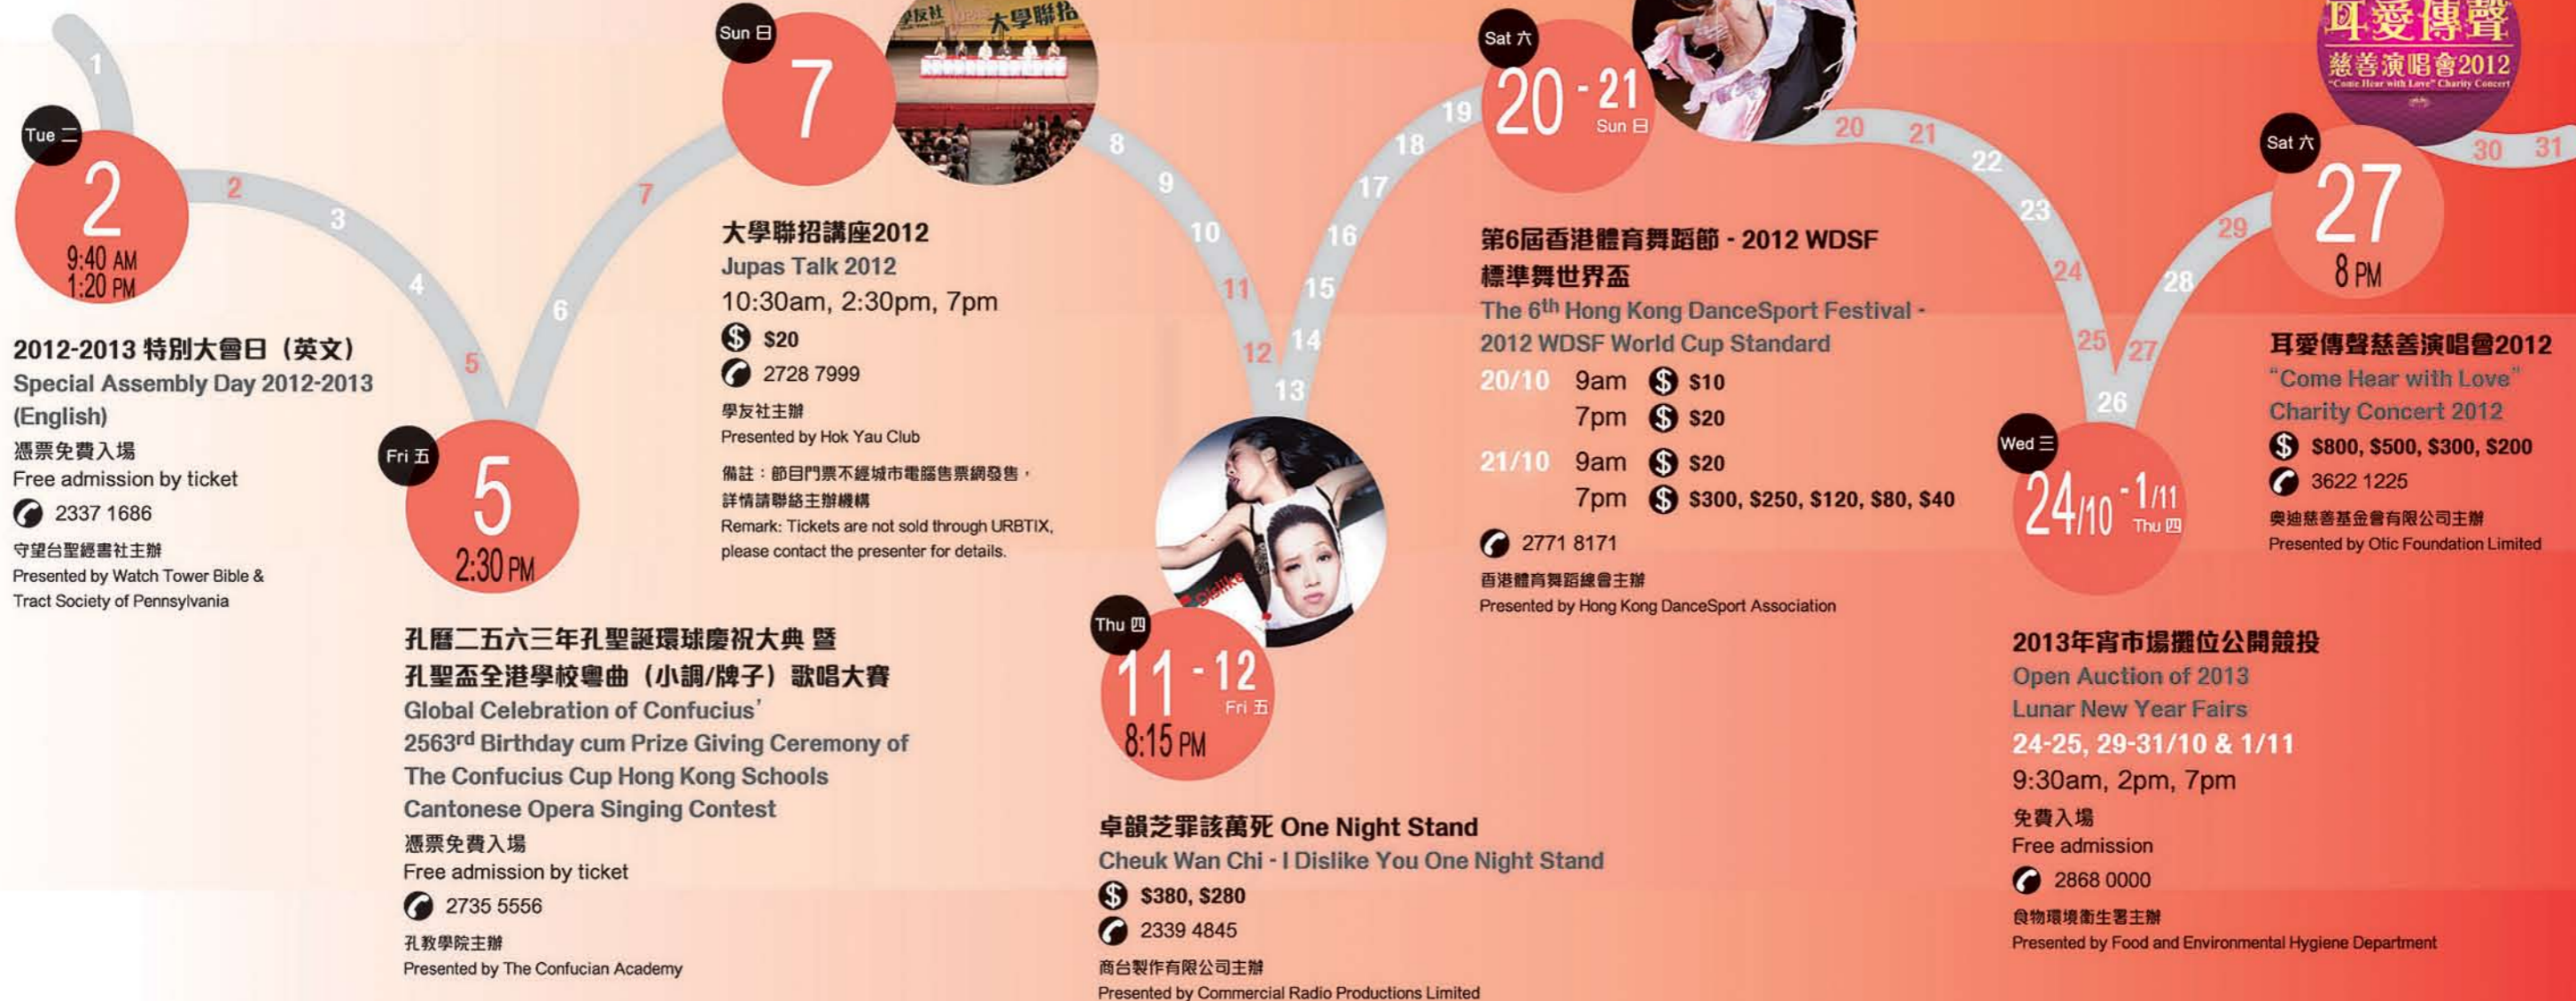 1
Tue 二
2
9:40 AM
1:20 PM
2012-2013 特別大會日（英文）
Special Assembly Day 2012-2013
(English)
憑票免費入場
Free admission by ticket
2337 1686
守望台聖經書社主辦
Presented by Watch Tower Bible &
Tract Society of Pennsylvania
2
3
4
5
Fri 五
5
2:30 PM
孔曆二五六三年孔聖誕環球慶祝大典 暨
孔聖盃全港學校粵曲（小調/牌子）歌唱大賽
Global Celebration of Confucius’
2563rd Birthday cum Prize Giving Ceremony of
The Confucius Cup Hong Kong Schools
Cantonese Opera Singing Contest
憑票免費入場
Free admission by ticket
2735 5556
孔教學院主辦
Presented by The Confucian Academy
6
7
Sun 日
7
學友社
大學聯招
大學聯招講座2012
Jupas Talk 2012
10:30am, 2:30pm, 7pm
$ $20
2728 7999
學友社主辦
Presented by Hok Yau Club
備註：節目門票不經城市電腦售票網發售，
詳情請聯絡主辦機構
Remark: Tickets are not sold through URBTIX,
please contact the presenter for details.
8
9
10
11
12
13
Dislike
Thu 四
11 - 12
Fri 五
8:15 PM
卓韻芝罪該萬死 One Night Stand
Cheuk Wan Chi - I Dislike You One Night Stand
$ $380, $280
2339 4845
商台製作有限公司主辦
Presented by Commercial Radio Productions Limited
14
15
16
17
18
19
Sat 六
20 - 21
Sun 日
第6屆香港體育舞蹈節 - 2012 WDSF
標準舞世界盃
The 6th Hong Kong DanceSport Festival -
2012 WDSF World Cup Standard
20/10 9am $ $10
7pm $ $20
21/10 9am $ $20
7pm $ $300, $250, $120, $80, $40
2771 8171
香港體育舞蹈總會主辦
Presented by Hong Kong DanceSport Association
20
21
22
23
24
25
26
Wed 三
24/10 - 1/11
Thu 四
2013年宵市場攤位公開競投
Open Auction of 2013
Lunar New Year Fairs
24-25, 29-31/10 & 1/11
9:30am, 2pm, 7pm
免費入場
Free admission
2868 0000
食物環境衞生署主辦
Presented by Food and Environmental Hygiene Department
27
28
29
耳愛傳聲
慈善演唱會2012
"Come Hear with Love" Charity Concert
30
31
Sat 六
27
8 PM
耳愛傳聲慈善演唱會2012
“Come Hear with Love”
Charity Concert 2012
$ $800, $500, $300, $200
3622 1225
奧迪慈善基金會有限公司主辦
Presented by Otic Foundation Limited